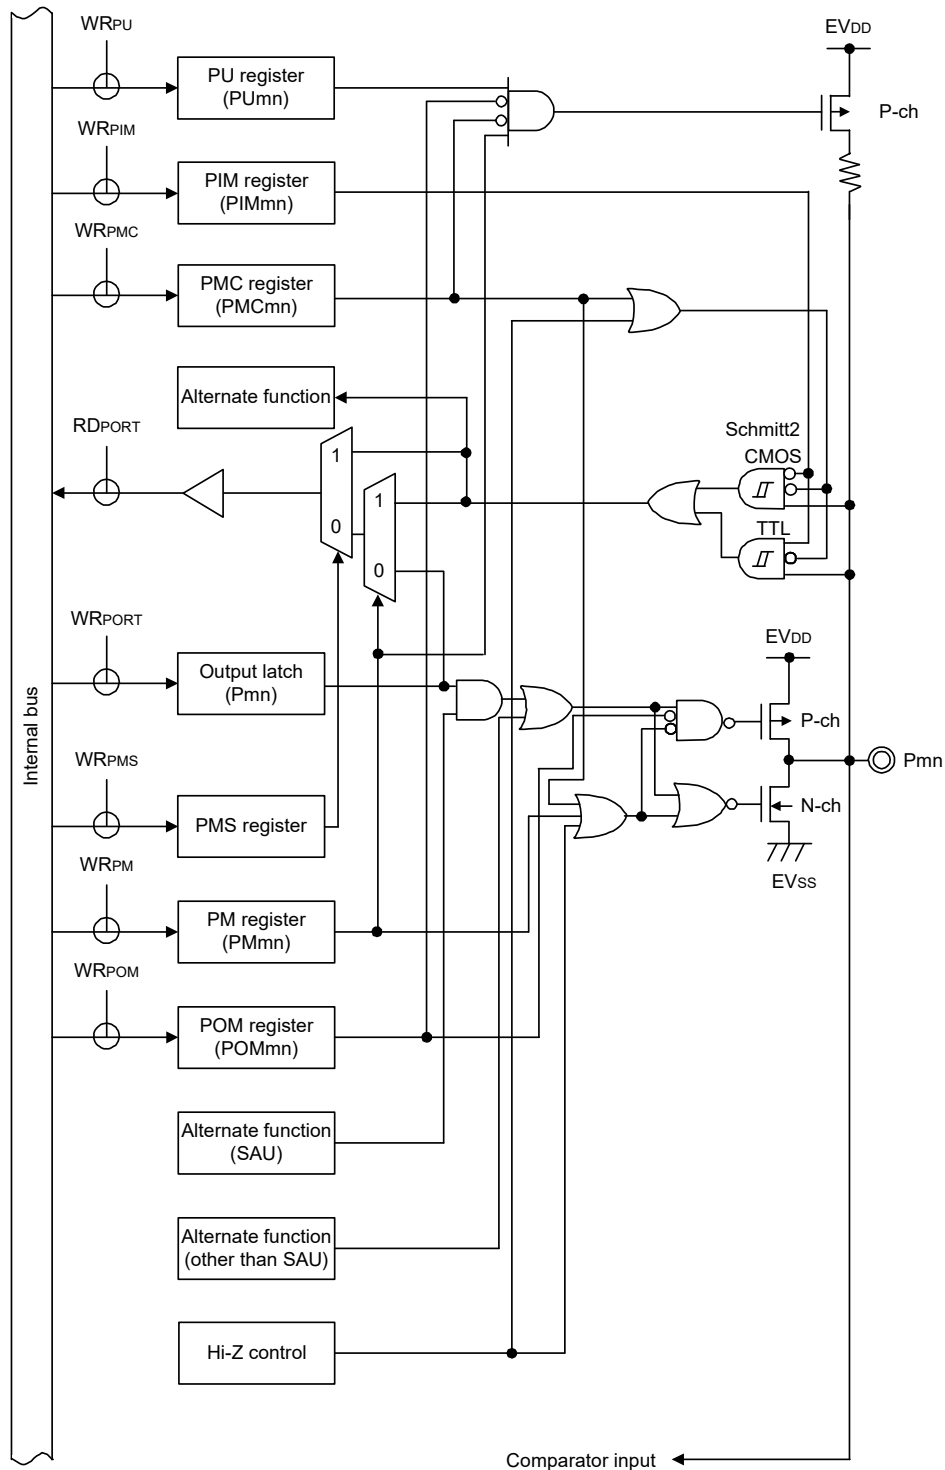 WRPU
PU register
(PUmn)
EVDD
P-ch
WRPIM
PIM register
(PIMmn)
WRPMC
PMC register
(PMCmn)
Alternate function
RDPORT
1
0
1
0
Schmitt2
CMOS
TTL
WRPORT
Output latch
(Pmn)
EVDD
P-ch
Pmn
N-ch
EVSS
Internal bus
WRPMS
PMS register
WRPM
PM register
(PMmn)
WRPOM
POM register
(POMmn)
Alternate function
(SAU)
Alternate function
(other than SAU)
Hi-Z control
Comparator input